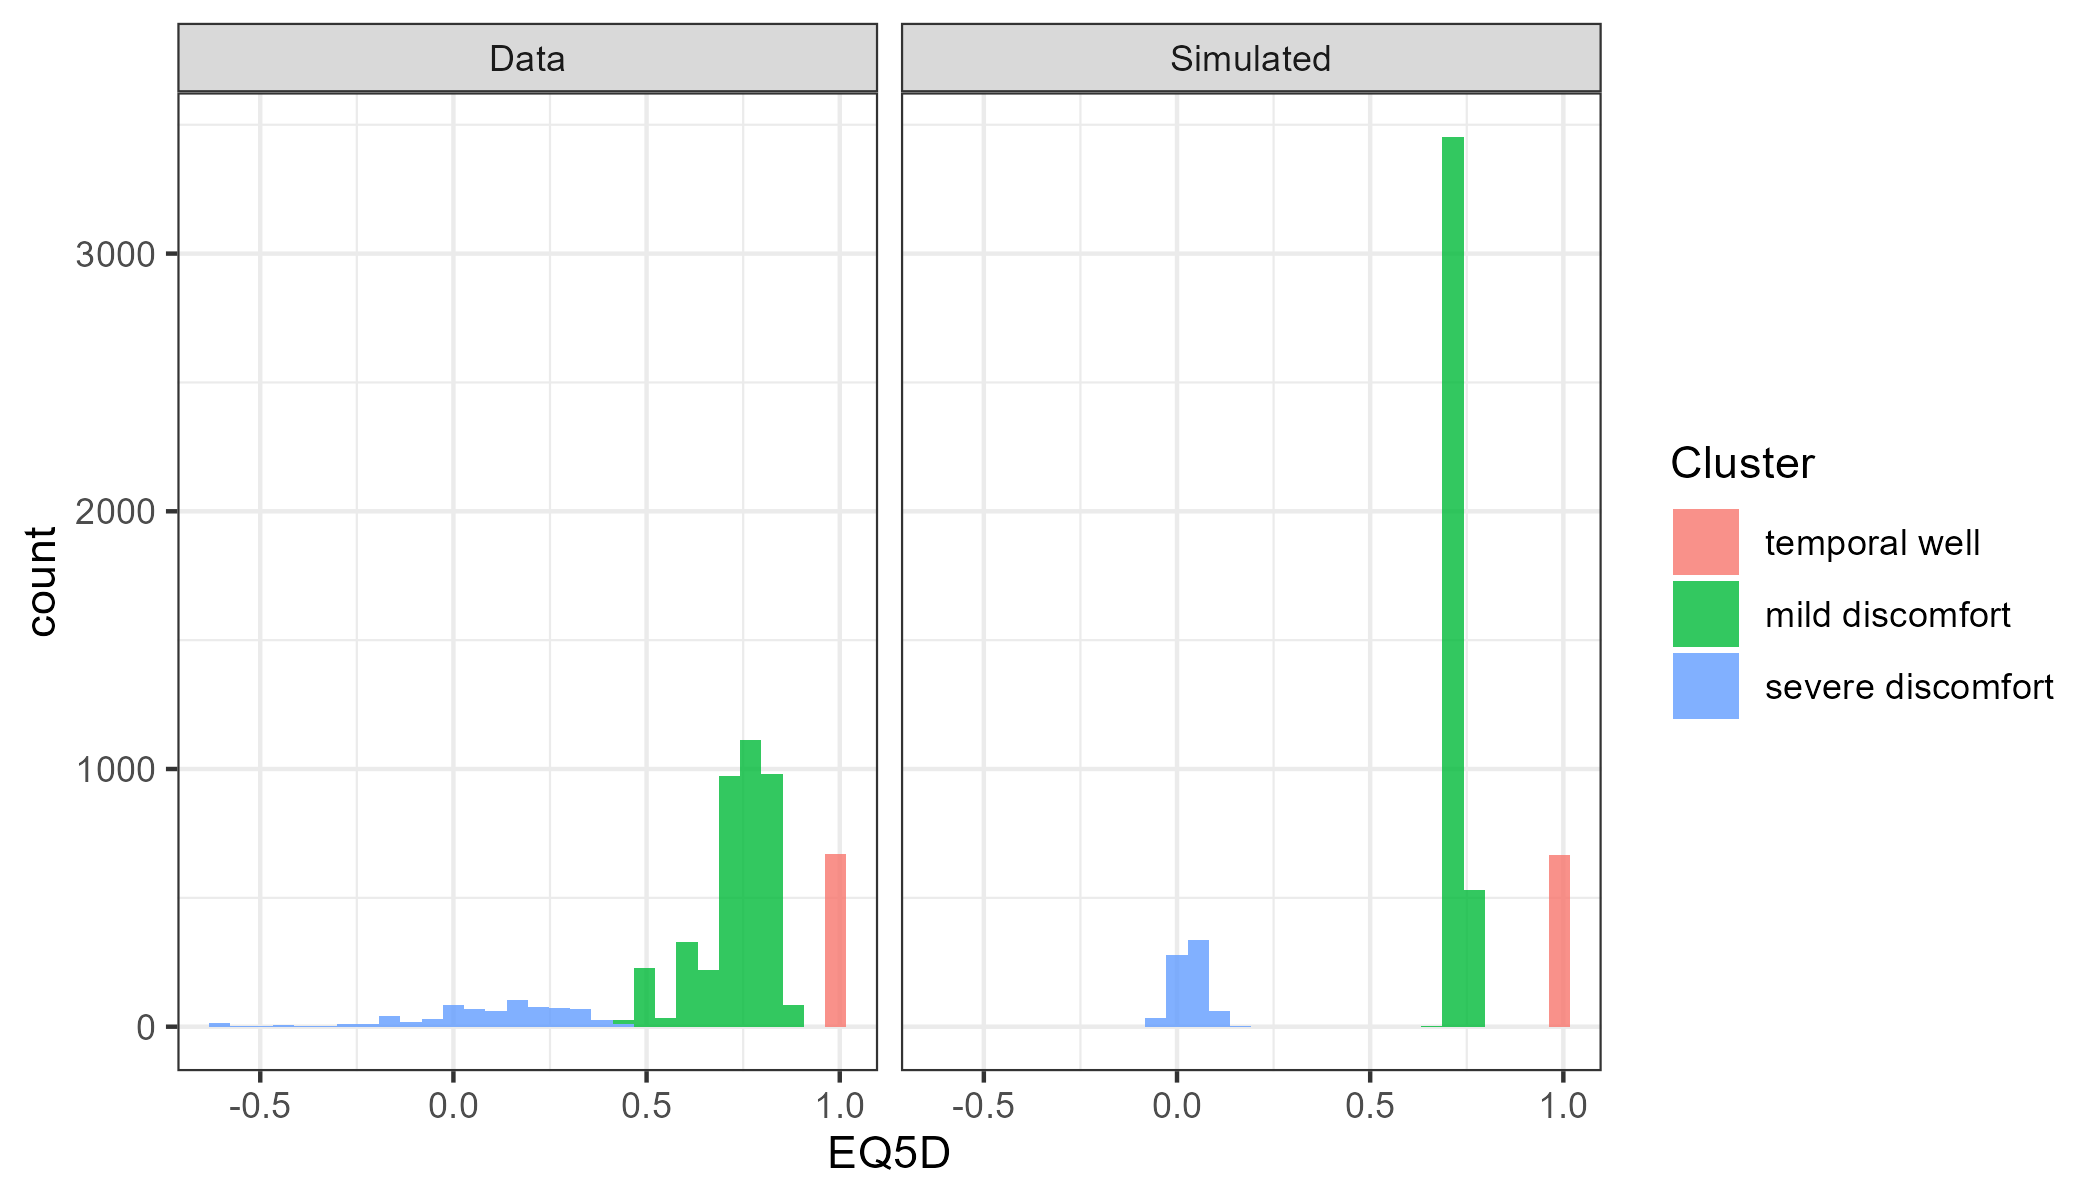 Data
Simulated
3000
2000
1000
0
count
-0.5
0.0
0.5
1.0
-0.5
0.0
0.5
1.0
EQ5D
Cluster
temporal well
mild discomfort
severe discomfort